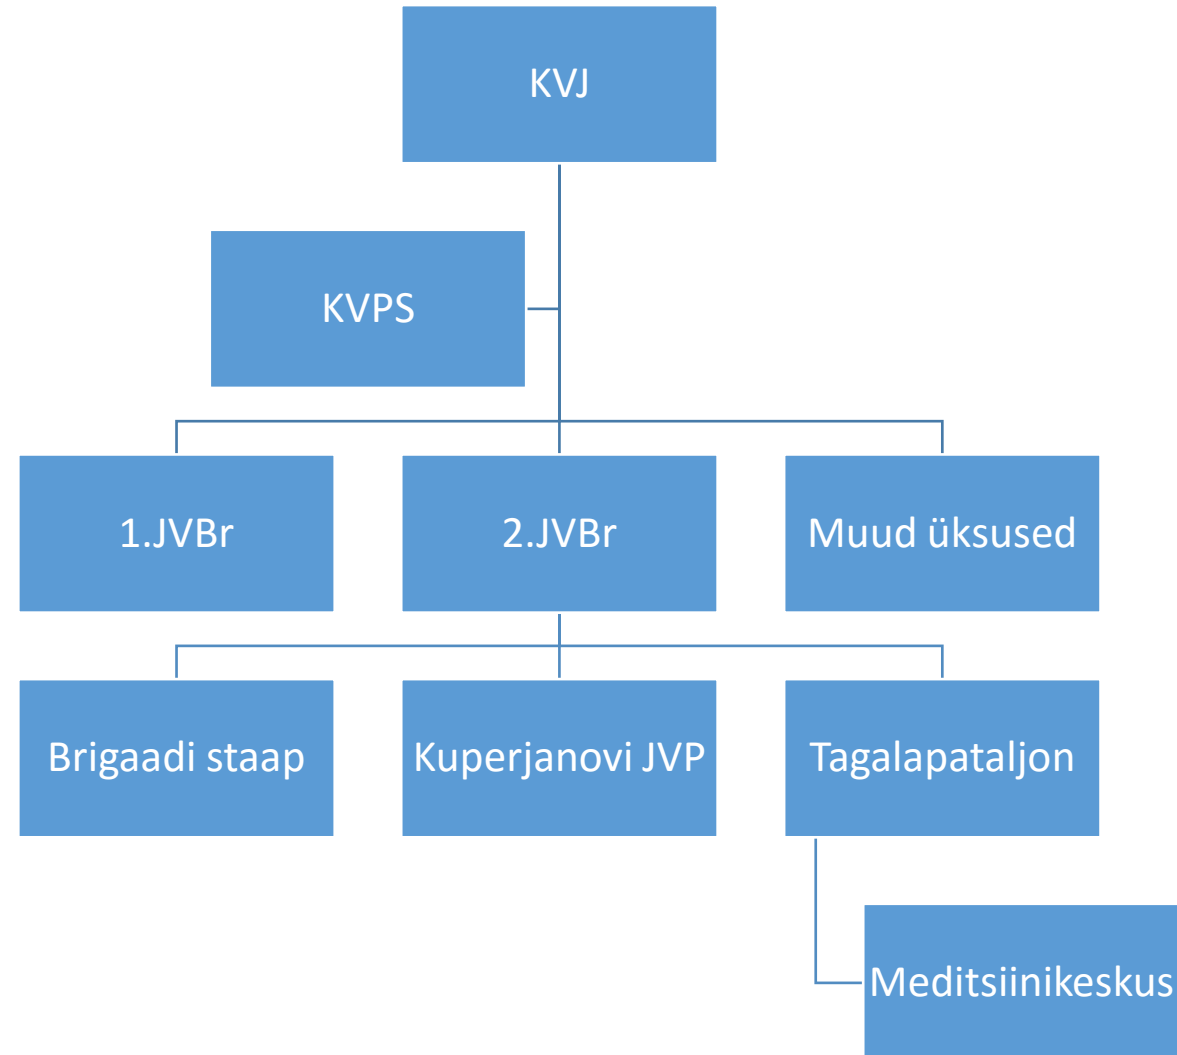 KVJ
KVPS
1.JVBr
2.JVBr
Muud üksused
Brigaadi staap
Kuperjanovi JVP
Tagalapataljon
Meditsiinikeskus